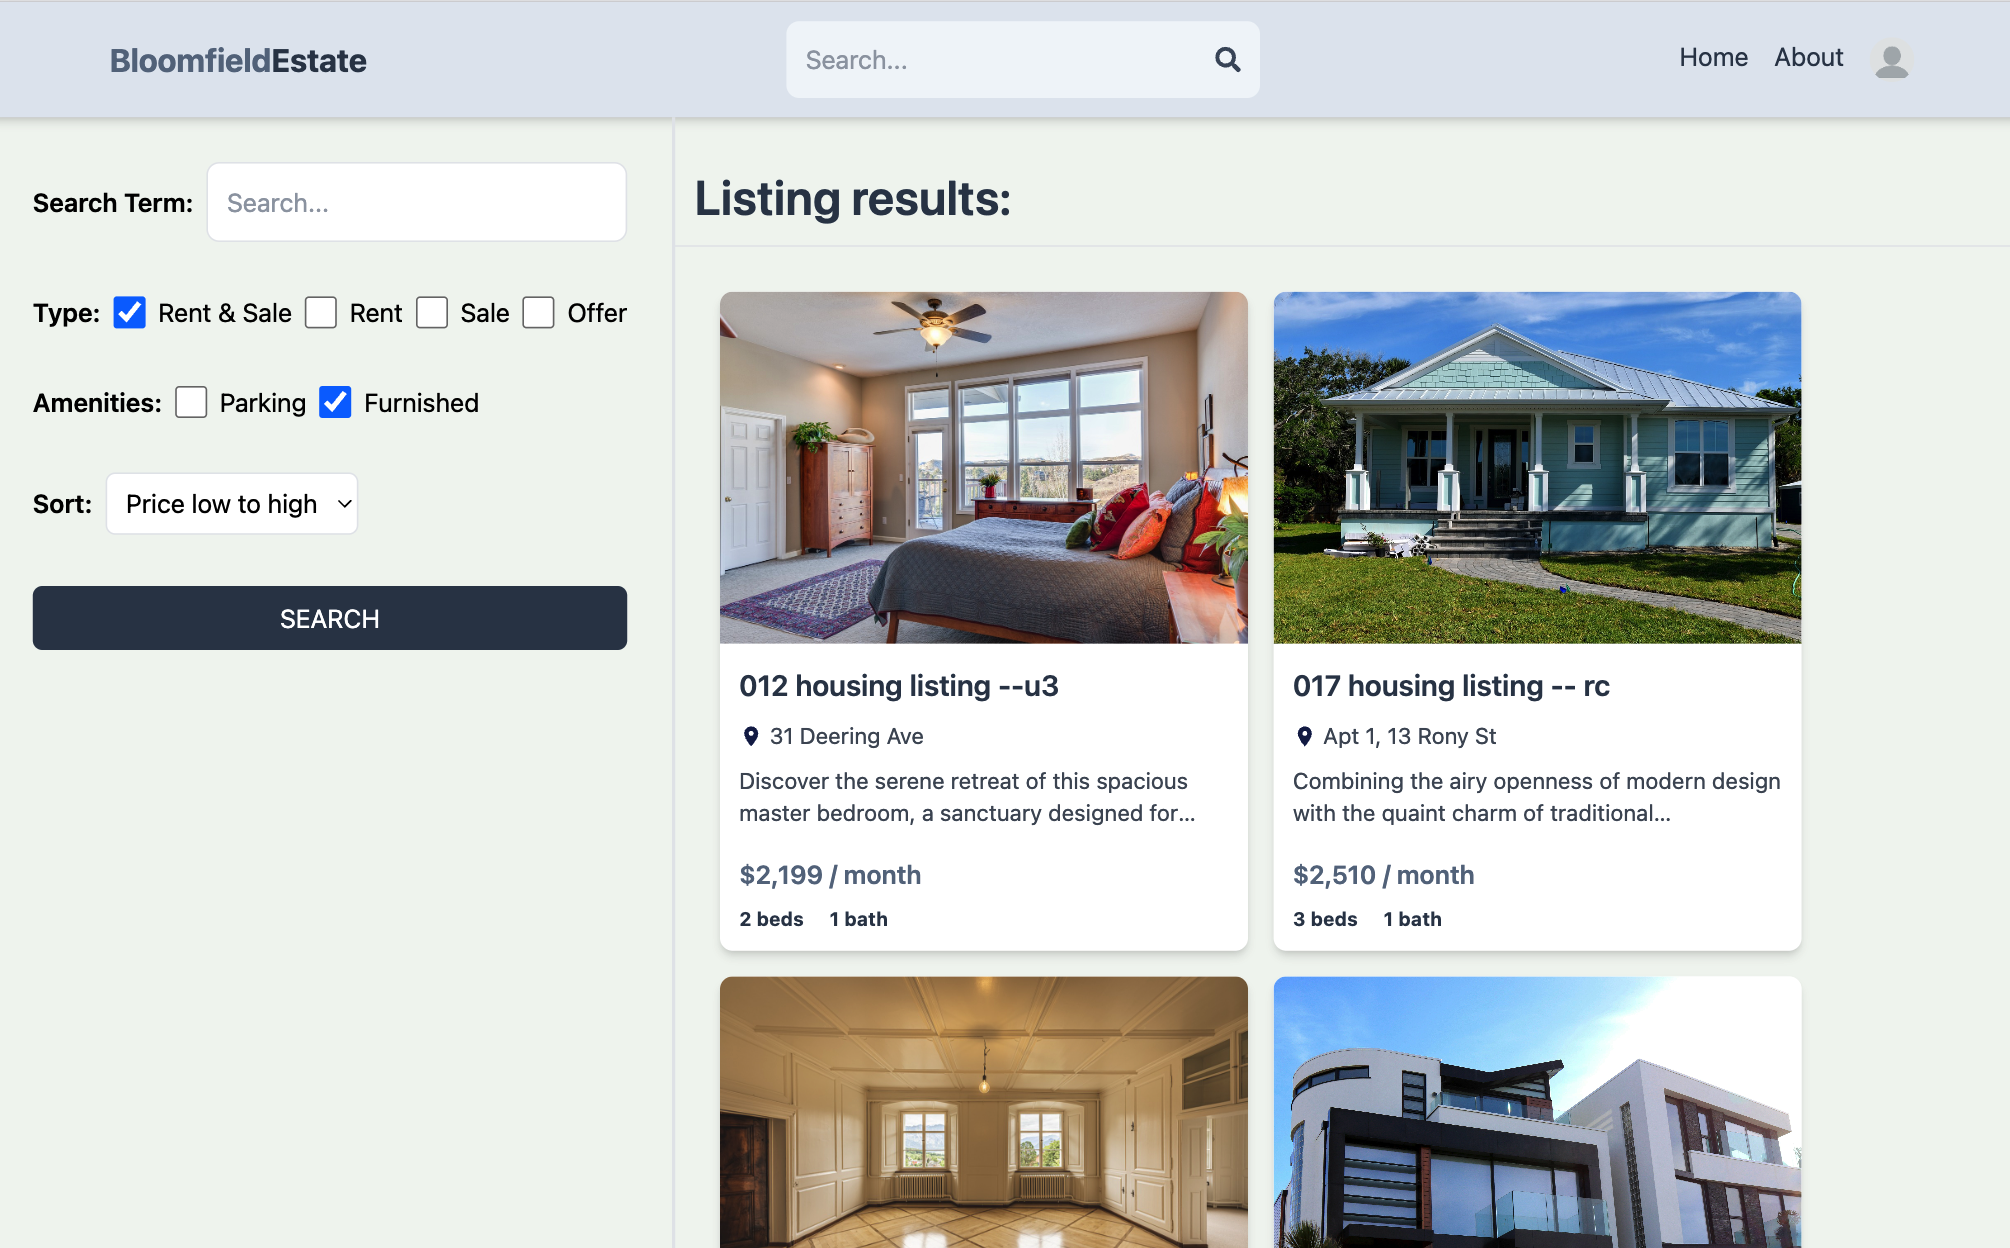 BloomfieldEstate
Search...
Home About
Search Term: Search...
Type: Rent & Sale Rent Sale Offer
Amenities: Parking Furnished
Sort: Price low to high
SEARCH
Listing results:
012 housing listing --u3
31 Deering Ave
Discover the serene retreat of this spacious
master bedroom, a sanctuary designed for...
$2,199 / month
2 beds 1 bath
017 housing listing -- rc
Apt 1, 13 Rony St
Combining the airy openness of modern design
with the quaint charm of traditional...
$2,510 / month
3 beds 1 bath